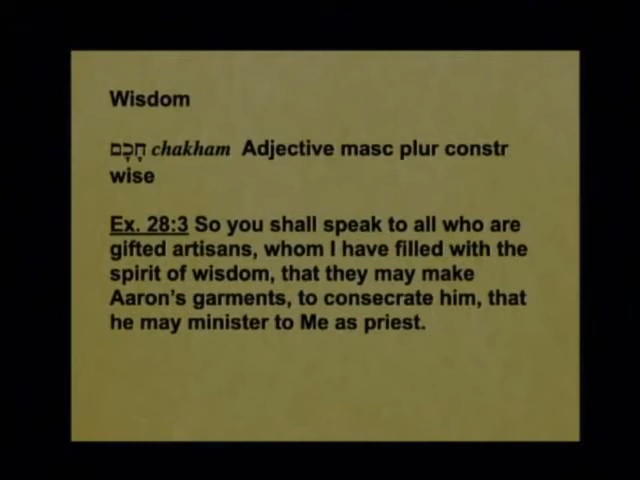 Wisdom
חָכָם chakham Adjective masc plur constr
wise
Ex. 28:3 So you shall speak to all who are
gifted artisans, whom I have filled with the
spirit of wisdom, that they may make
Aaron’s garments, to consecrate him, that
he may minister to Me as priest.